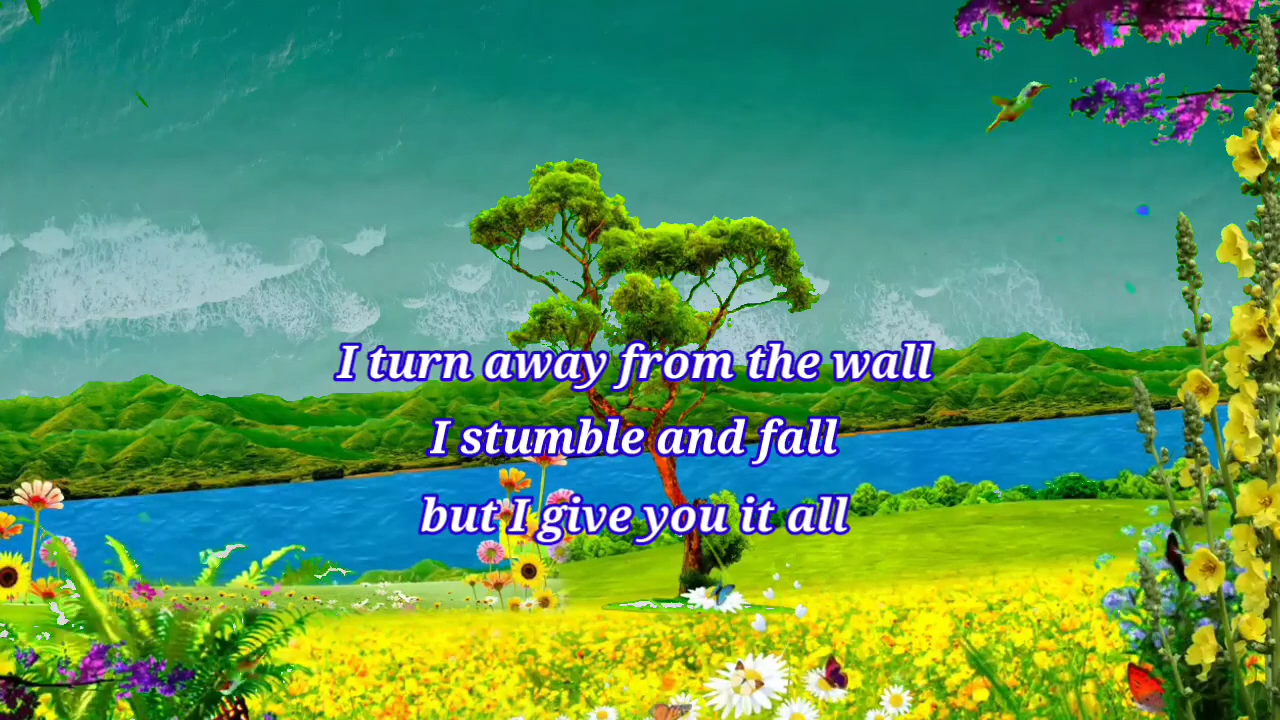 I turn away from the wall
I stumble and fall
but I give you it all